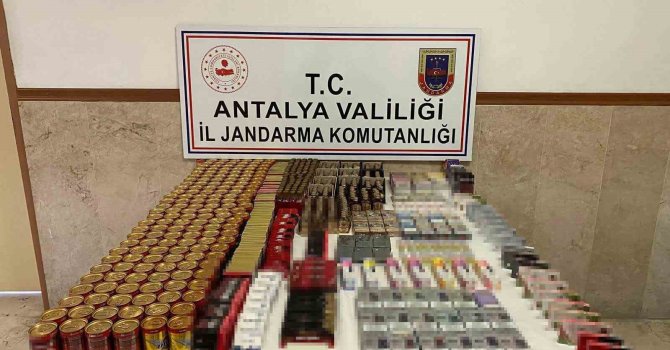 T.C.
ANTALYA VALİLİĞİ
İL JANDARMA KOMUTANLIĞI